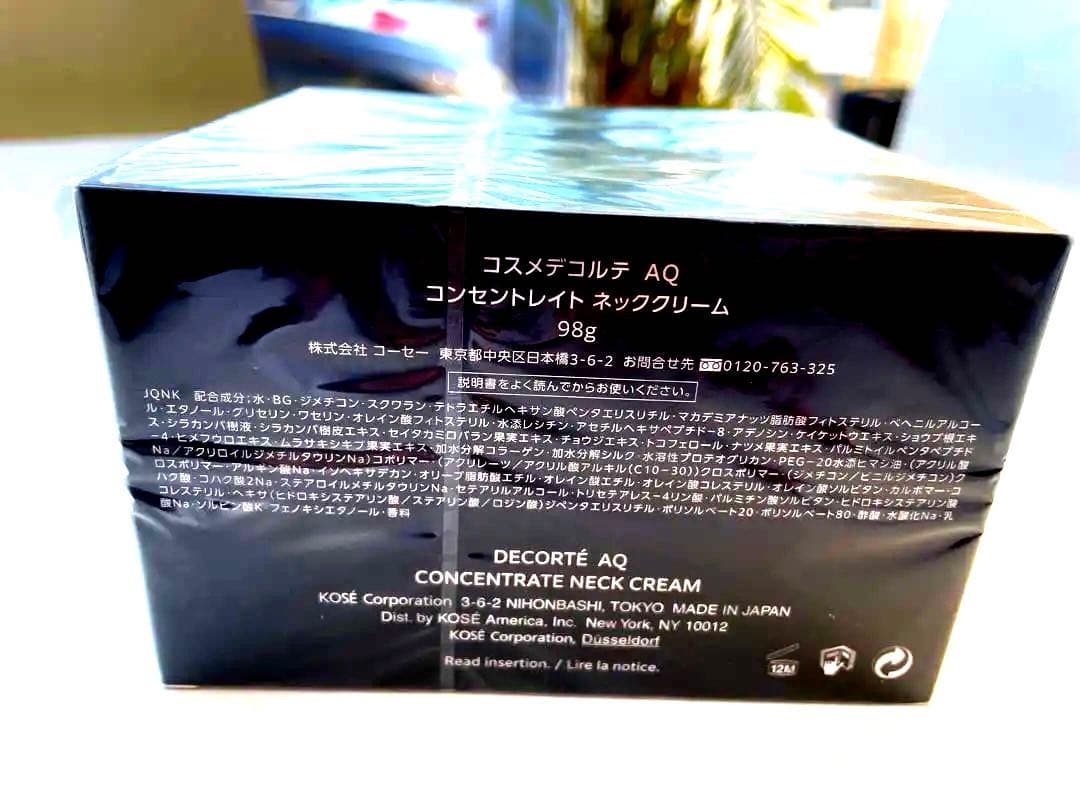 コスメデコルテ AQ
コンセントレイト ネッククリーム
98g
株式会社 コーセー 東京都中央区日本橋3-6-2 お問合せ先 0120-763-325
説明書をよく読んでからお使いください。
JQNK 配合成分;水・BG・ジメチコン・スクワラン・テトラエチルヘキサン酸ペンタエリスリチル・マカデミアナッツ脂肪酸フィトステリル・ベヘニルアルコー
ル・エタノール・グリセリン・ワセリン・オレイン酸フィトステリル・水添レシチン・アセチルヘキサペプチド-8・アデノシン・ケイケットウエキス・ショウブ根エキ
ス・シラカンバ樹液・シラカンバ樹皮エキス・セイタカミロバラン果実エキス・チョウジエキス・トコフェロール・ナツメ果実エキス・パルミトイルペンタペプチド
-4・ヒメフウロエキス・ムラサキシキブ果実エキス・加水分解コラーゲン・加水分解シルク・水溶性プロテオグリカン・PEG-20水添ヒマシ油・(アクリル酸
Na/アクリロイルジメチルタウリンNa)コポリマー・(アクリレーツ/アクリル酸アルキル(C10-30))クロスポリマー・(ジメチコン/ビニルジメチコン)ク
ロスポリマー・アルギン酸Na・イソヘキサデカン・オリーブ脂肪酸エチル・オレイン酸エチル・オレイン酸コレステリル・オレイン酸ソルビタン・カルボマー・コ
ハク酸・コハク酸2Na・ステアロイルメチルタウリンNa・セテアリルアルコール・トリセテアレス-4リン酸・パルミチン酸ソルビタン・ヒドロキシステアリン酸
コレステリル・ヘキサ(ヒドロキシステアリン酸/ステアリン酸/ロジン酸)ジペンタエリスリチル・ポリソルベート20・ポリソルベート80・酢酸・水酸化Na・乳
酸Na・ソルビン酸K・フェノキシエタノール・香料
DECORTÉ AQ
CONCENTRATE NECK CREAM
KOSÉ Corporation 3-6-2 NIHONBASHI, TOKYO MADE IN JAPAN
Dist. by KOSÉ America, Inc. New York, NY 10012
KOSÉ Corporation, Düsseldorf
Read insertion. / Lire la notice.
12M